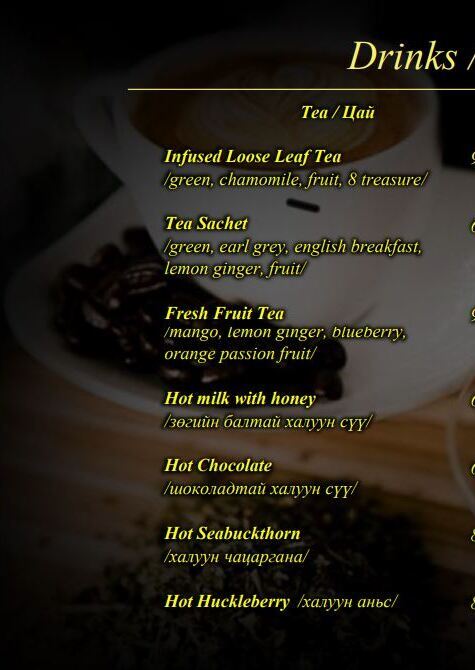 Drinks /
Tea / Цай
Infused Loose Leaf Tea
/green, chamomile, fruit, 8 treasure/
Tea Sachet
/green, earl grey, english breakfast,
lemon ginger, fruit/
Fresh Fruit Tea
/mango, lemon ginger, blueberry,
orange passion fruit/
Hot milk with honey
/зөгийн балтай халуун сүү/
Hot Chocolate
/шоколадтай халуун сүү/
Hot Seabuckthorn
/халуун чацаргана/
Hot Huckleberry /халуун аньс/